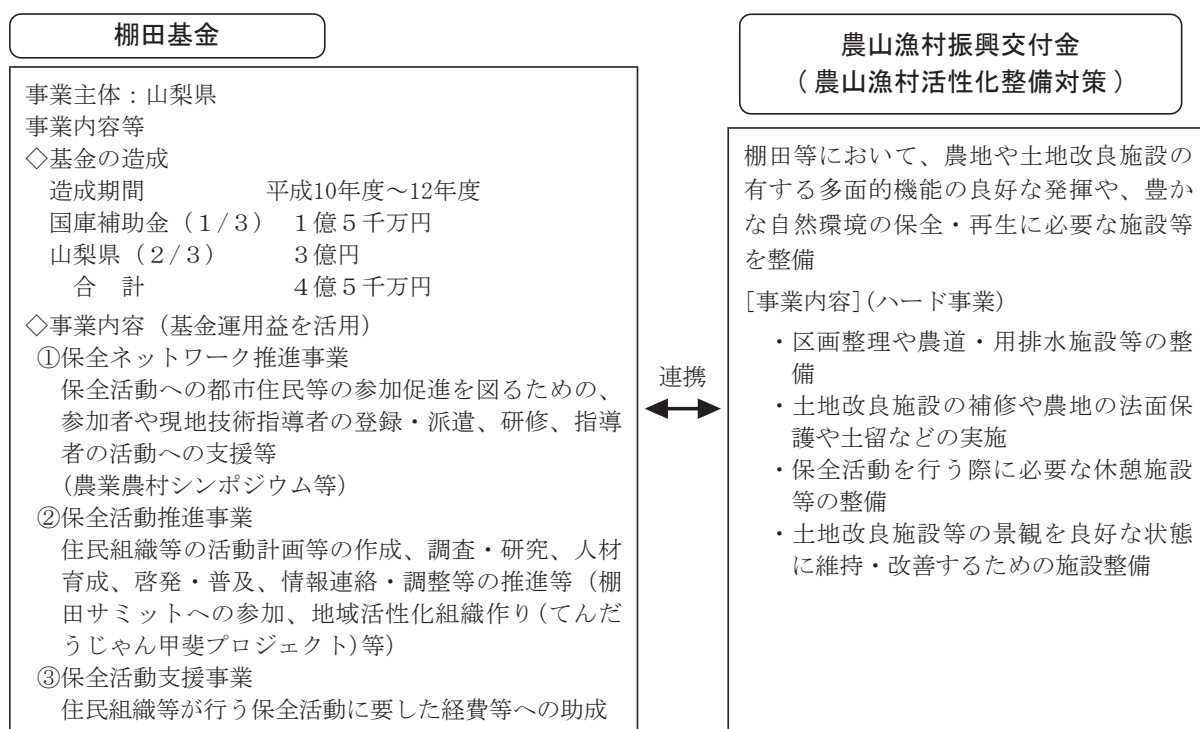 棚田基金
事業主体：山梨県
事業内容等
◇基金の造成
造成期間　平成10年度～12年度
国庫補助金（１/３）　１億５千万円
山梨県（２/３）　３億円
合　計　４億５千万円
◇事業内容（基金運用益を活用）
①保全ネットワーク推進事業
保全活動への都市住民等の参加促進を図るための、
参加者や現地技術指導者の登録・派遣、研修、指導
者の活動への支援等
（農業農村シンポジウム等）
②保全活動推進事業
住民組織等の活動計画等の作成、調査・研究、人材
育成、啓発・普及、情報連絡・調整等の推進等（棚
田サミットへの参加、地域活性化組織作り（てんだ
うじゃん甲斐プロジェクト）等）
③保全活動支援事業
住民組織等が行う保全活動に要した経費等への助成
連携
農山漁村振興交付金
（農山漁村活性化整備対策）
棚田等において、農地や土地改良施設の
有する多面的機能の良好な発揮や、豊か
な自然環境の保全・再生に必要な施設等
を整備
［事業内容］（ハード事業）
・区画整理や農道・用排水施設等の整
備
・土地改良施設の補修や農地の法面保
護や土留などの実施
・保全活動を行う際に必要な休憩施設
等の整備
・土地改良施設等の景観を良好な状態
に維持・改善するための施設整備